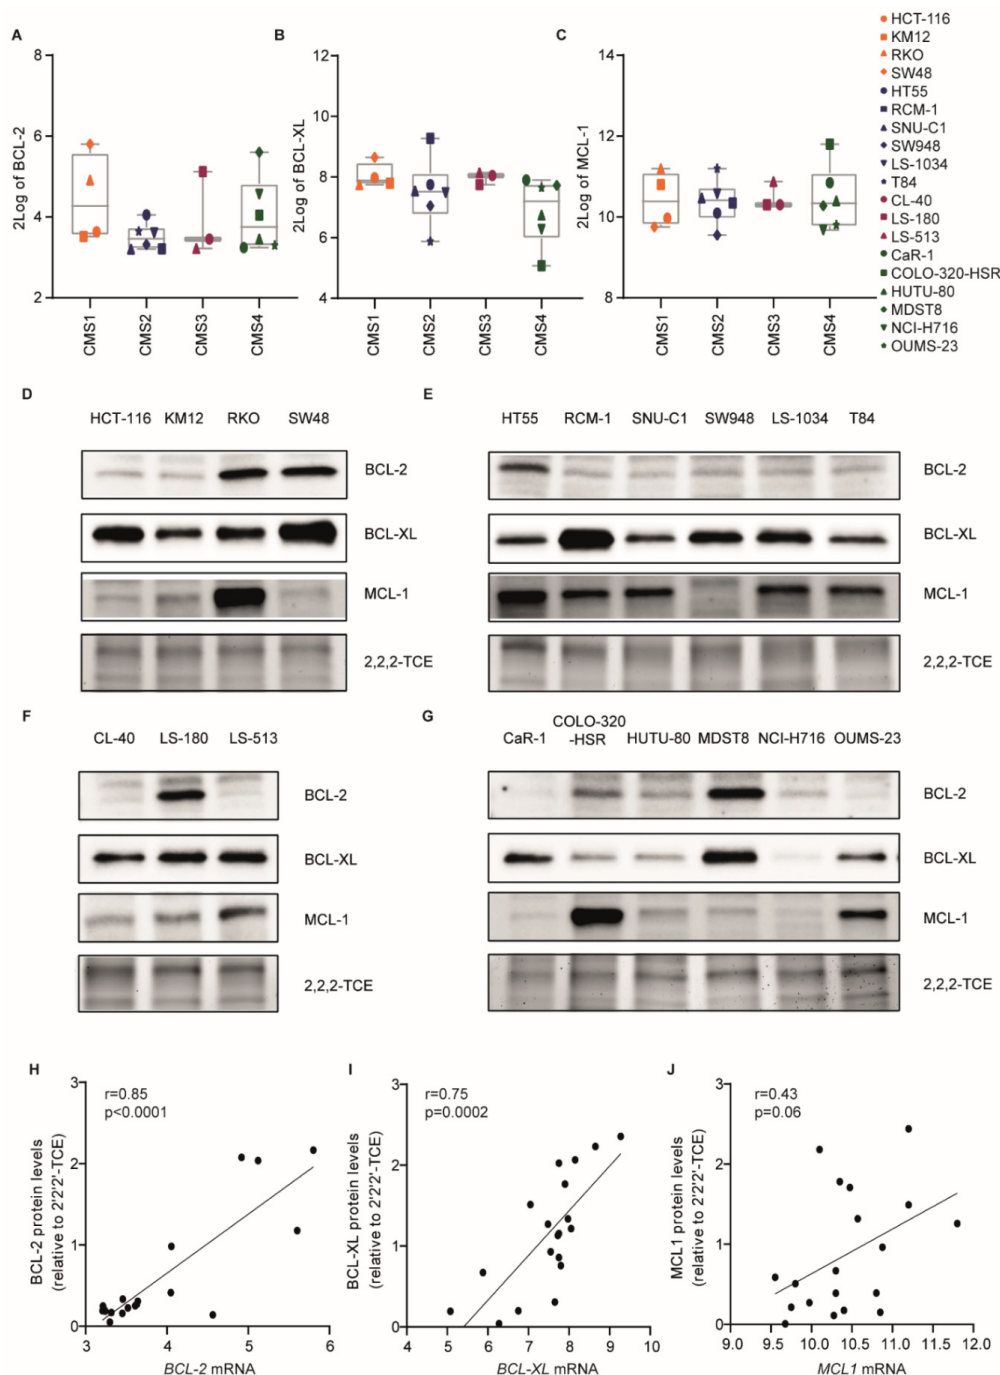 A
B
C
8
6
4
2
2Log of BCL-2
CMS1
CMS2
CMS3
CMS4
12
10
8
6
4
2Log of BCL-XL
CMS1
CMS2
CMS3
CMS4
14
12
10
8
2Log of MCL-1
CMS1
CMS2
CMS3
CMS4
HCT-116
KM12
RKO
SW48
HT55
RCM-1
SNU-C1
SW948
LS-1034
T84
CL-40
LS-180
LS-513
CaR-1
COLO-320-HSR
HUTU-80
MDST8
NCI-H716
OUMS-23
D
HCT-116 KM12 RKO SW48
BCL-2
BCL-XL
MCL-1
2,2,2-TCE
E
HT55 RCM-1 SNU-C1 SW948 LS-1034 T84
BCL-2
BCL-XL
MCL-1
2,2,2-TCE
F
CL-40 LS-180 LS-513
BCL-2
BCL-XL
MCL-1
2,2,2-TCE
G
CaR-1 COLO-320
-HSR HUTU-80 MDST8 NCI-H716 OUMS-23
BCL-2
BCL-XL
MCL-1
2,2,2-TCE
H
r=0.85
p<0.0001
BCL-2 protein levels
(relative to 2'2'2'-TCE)
3
2
1
0
3 4 5 6
BCL-2 mRNA
I
r=0.75
p=0.0002
BCL-XL protein levels
(relative to 2'2'2'-TCE)
3
2
1
0
4 5 6 7 8 9 10
BCL-XL mRNA
J
r=0.43
p=0.06
MCL1 protein levels
(relative to 2'2'2'-TCE)
3
2
1
0
9.0 9.5 10.0 10.5 11.0 11.5 12.0
MCL1 mRNA